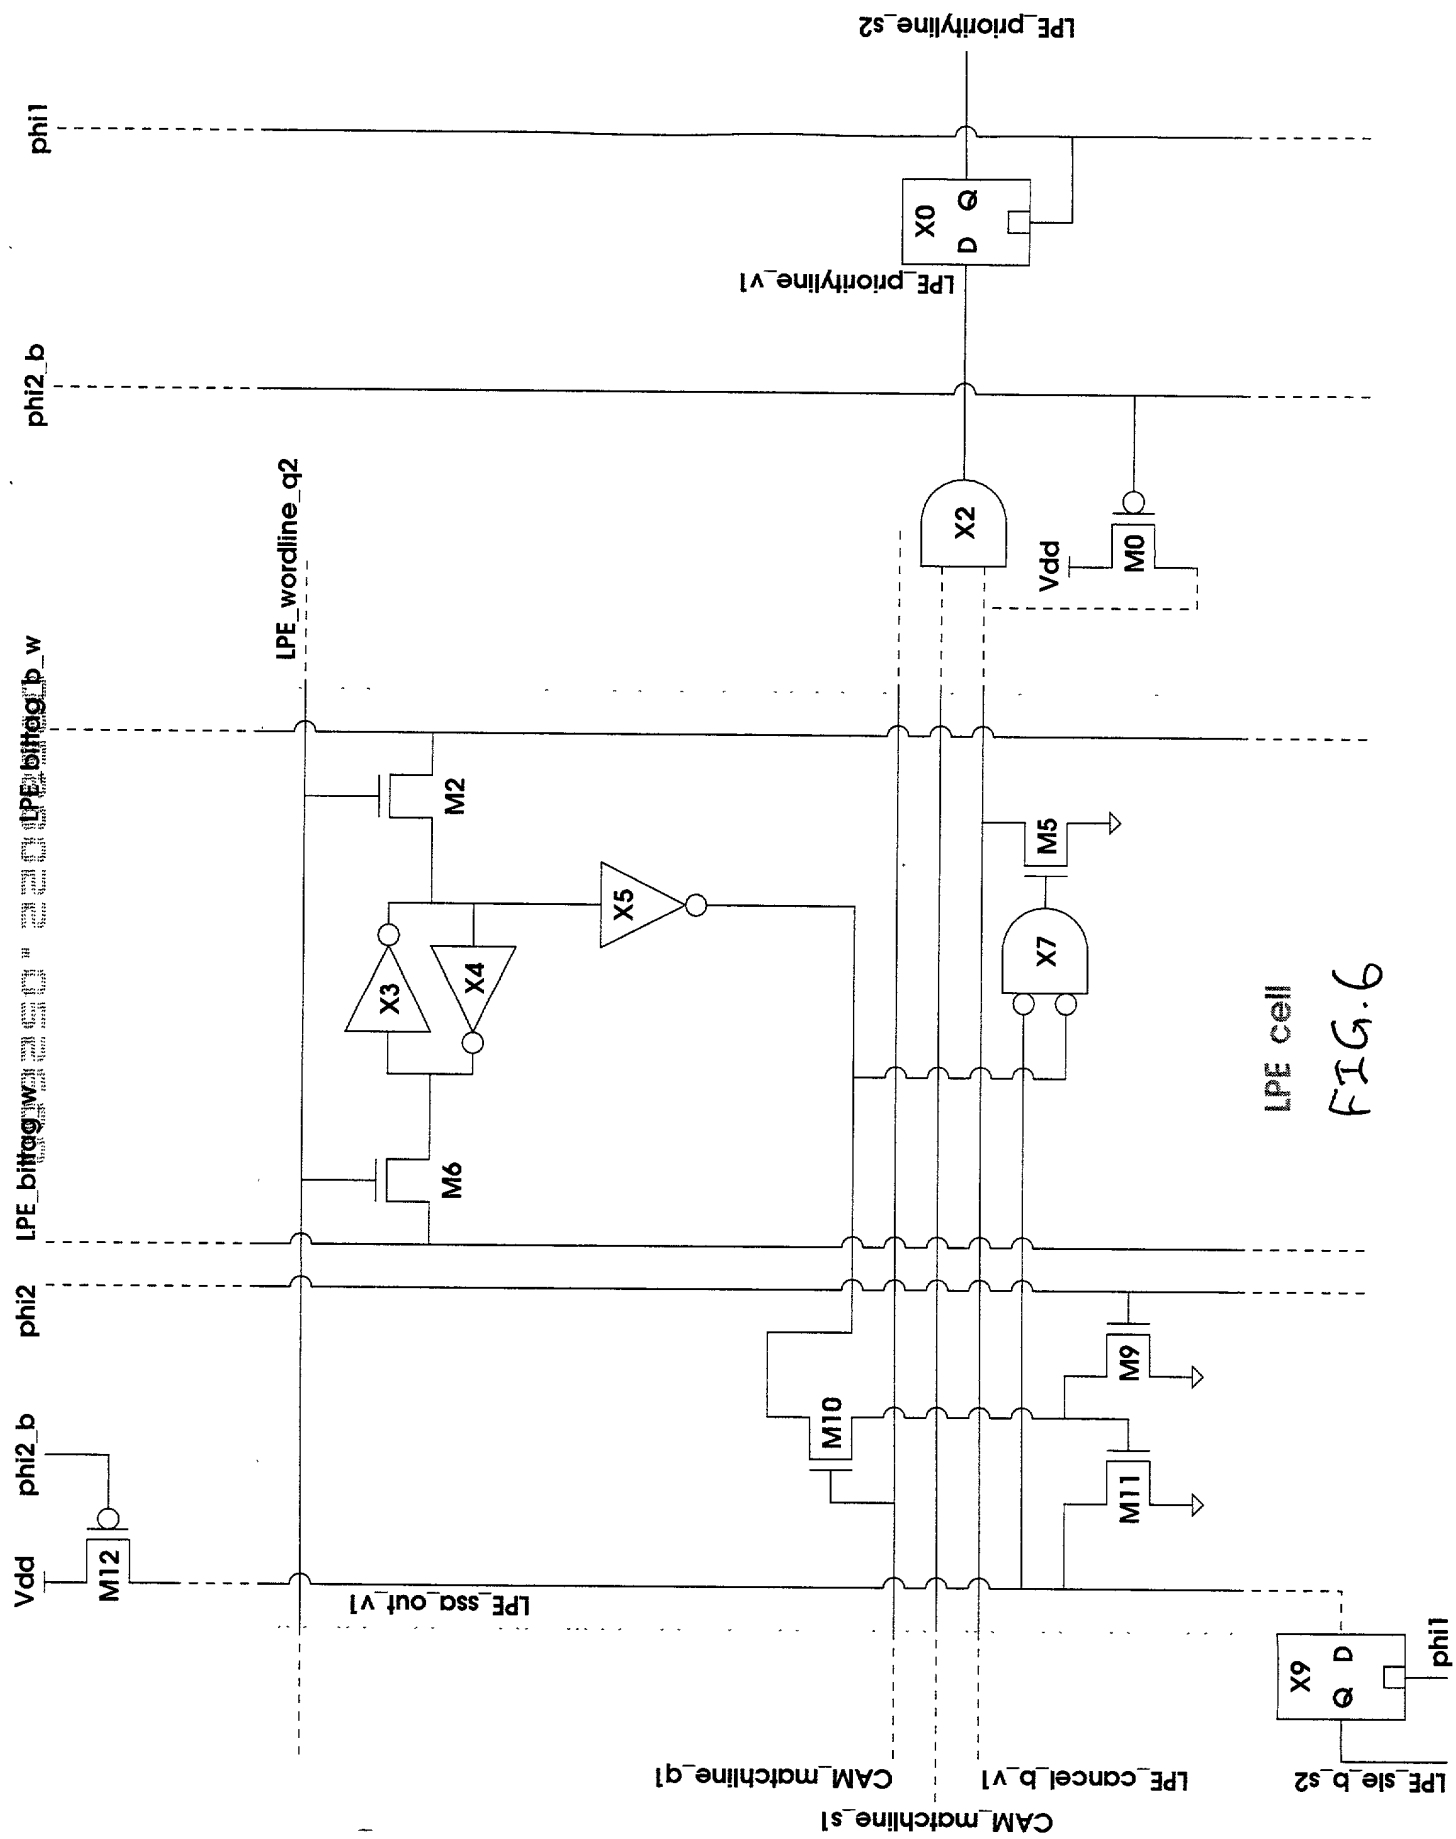 phi1
LPE_priorityline_s2
X0
D Q
LPE_priorityline_v1
phi2_b
LPE_wordline_q2
X2
Vdd
M0
LPE_bittag_b_w
M2
X3
X4
X5
M5
X7
LPE_bittag_w
M6
phi2
M10
M9
M11
phi2_b
Vdd
M12
LPE_ssa_out_v1
CAM_matchline_q1
CAM_matchline_s1
LPE_cancel_b_v1
X9
Q D
phi1
LPE_sle_b_s2
LPE cell
FIG.6